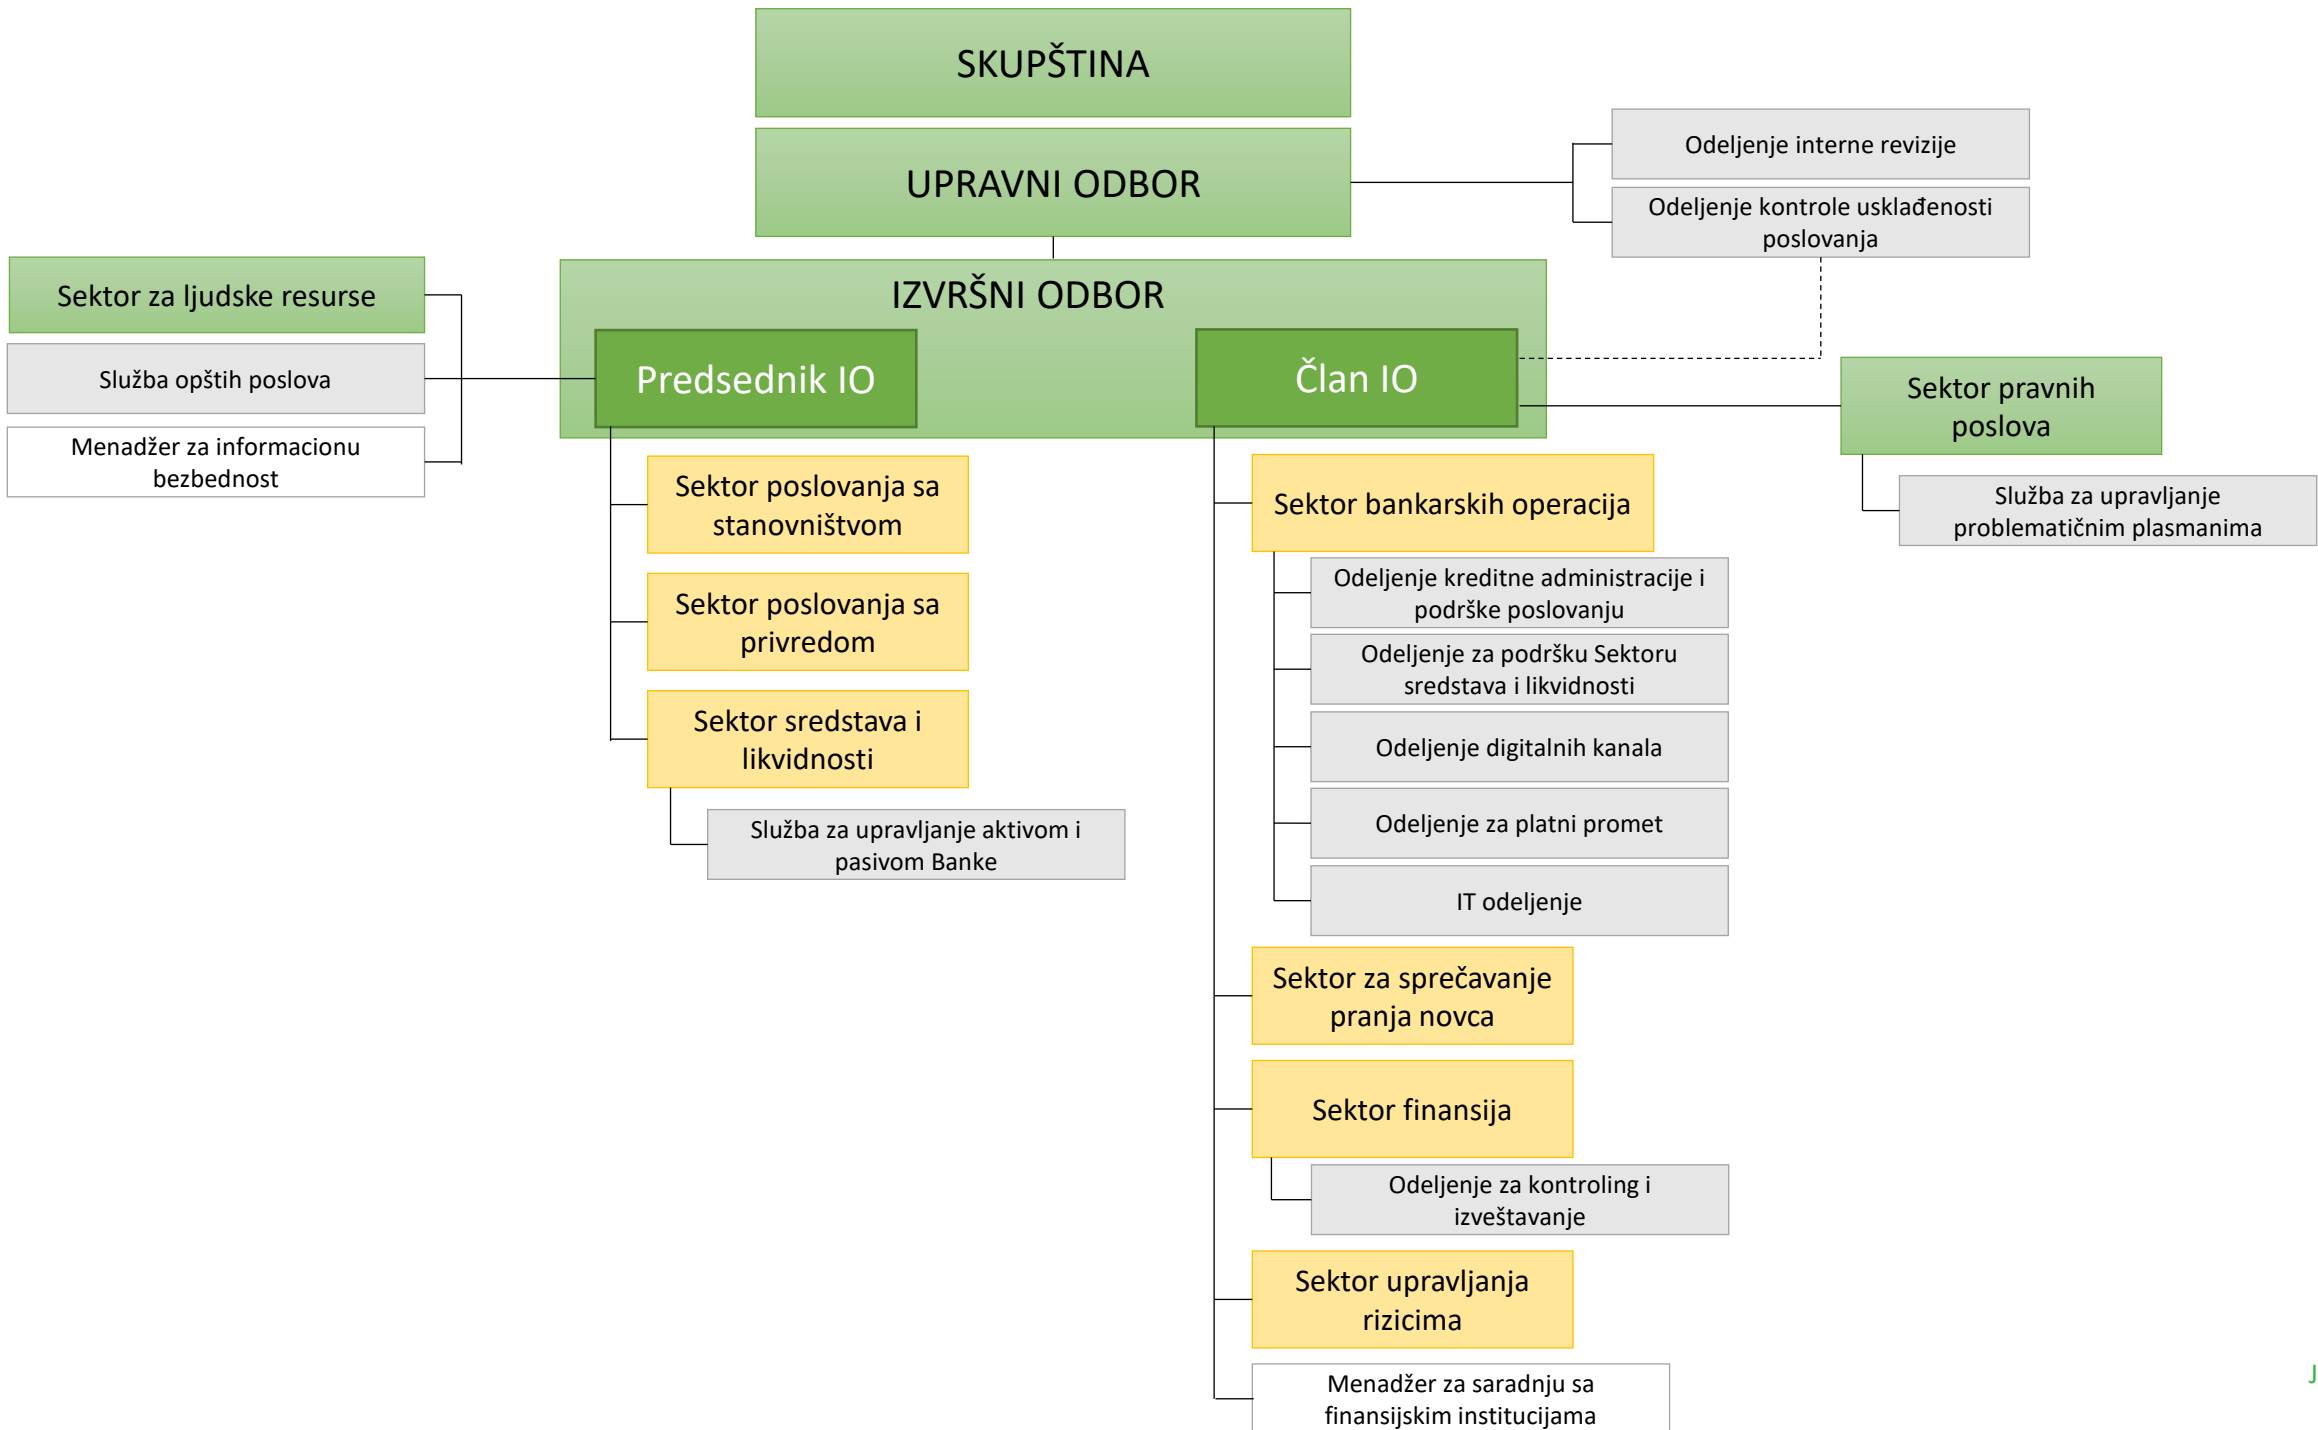 SKUPŠTINA
UPRAVNI ODBOR
Odeljenje interne revizije
Odeljenje kontrole usklađenosti
poslovanja
IZVRŠNI ODBOR
Predsednik IO
Član IO
Sektor za ljudske resurse
Služba opštih poslova
Menadžer za informacionu
bezbednost
Sektor pravnih
poslova
Služba za upravljanje
problematičnim plasmanima
Sektor poslovanja sa
stanovništvom
Sektor poslovanja sa
privredom
Sektor sredstava i
likvidnosti
Služba za upravljanje aktivom i
pasivom Banke
Sektor bankarskih operacija
Odeljenje kreditne administracije i
podrške poslovanju
Odeljenje za podršku Sektoru
sredstava i likvidnosti
Odeljenje digitalnih kanala
Odeljenje za platni promet
IT odeljenje
Sektor za sprečavanje
pranja novca
Sektor finansija
Odeljenje za kontroling i
izveštavanje
Sektor upravljanja
rizicima
Menadžer za saradnju sa
finansijskim institucijama
J